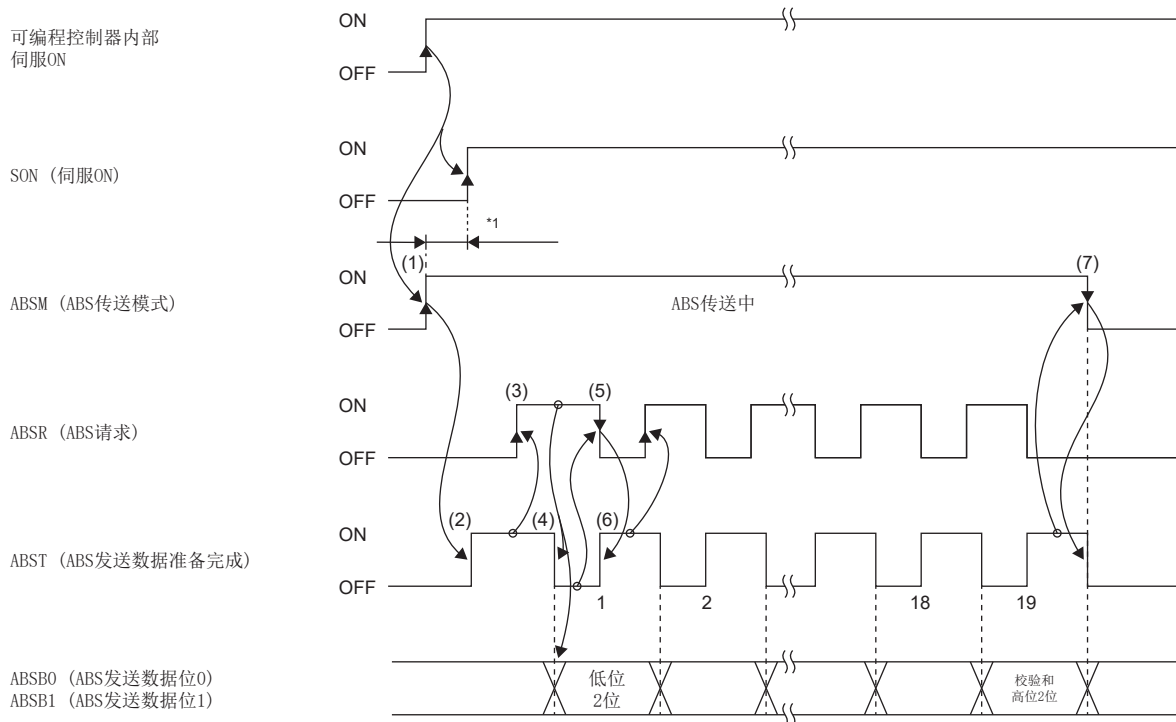 可编程控制器内部
伺服ON
ON
OFF
SON (伺服ON)
ON
OFF
*1
ABSM (ABS传送模式)
ON
OFF
(1)
ABS传送中
(7)
ABSR (ABS请求)
ON
OFF
(3)
(5)
ABST (ABS发送数据准备完成)
ON
OFF
(2)
(4)
(6)
1
2
18
19
ABSB0 (ABS发送数据位0)
ABSB1 (ABS发送数据位1)
低位
2位
校验和
高位2位